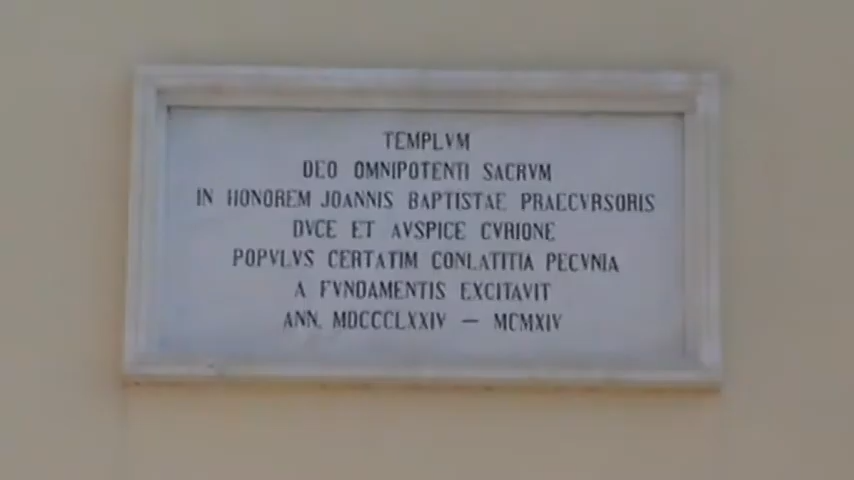 TEMPLVM
DEO OMNIPOTENTI SACRVM
IN HONOREM JOANNIS BAPTISTAE PRAECVRSORIS
DVCE ET AVSPICE CVRIONE
POPVLVS CERTATIM CONLATITIA PECVNIA
A FVNDAMENTIS EXCITAVIT
ANN. MDCCCLXXIV – MCMXIV